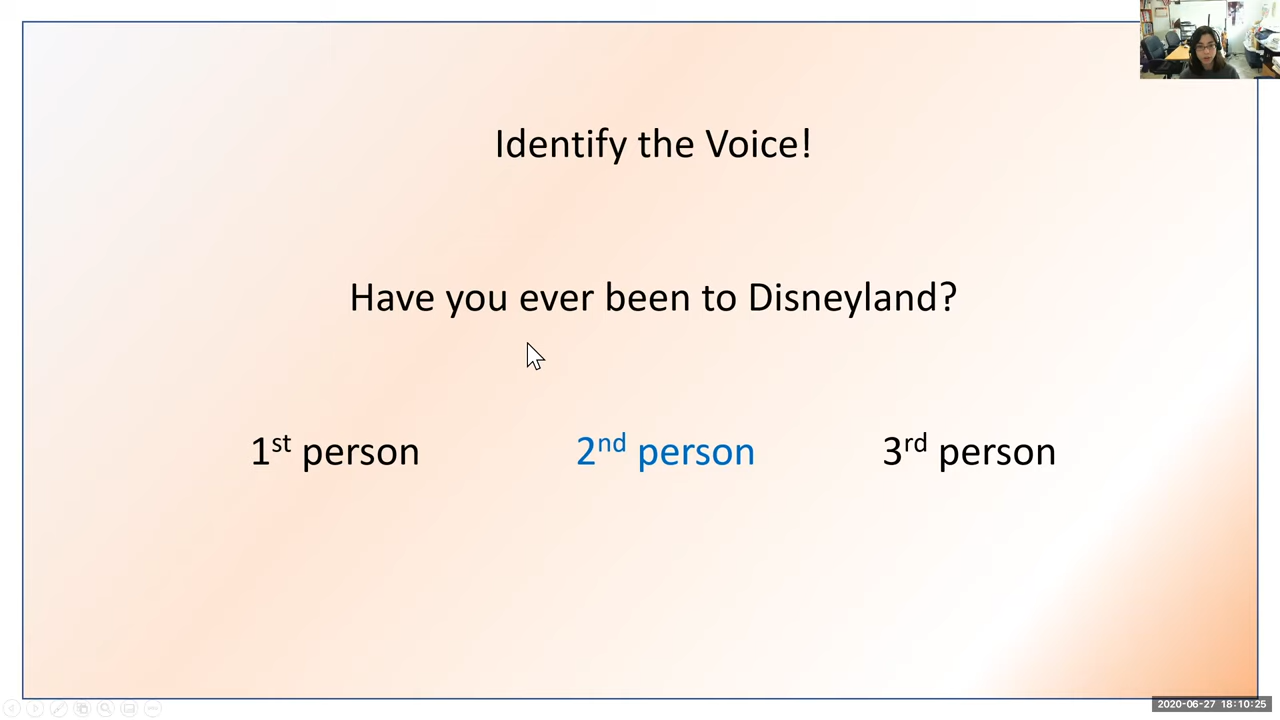 Identify the Voice!
Have you ever been to Disneyland?
1st person 2nd person 3rd person
2020-06-27 18:10:25